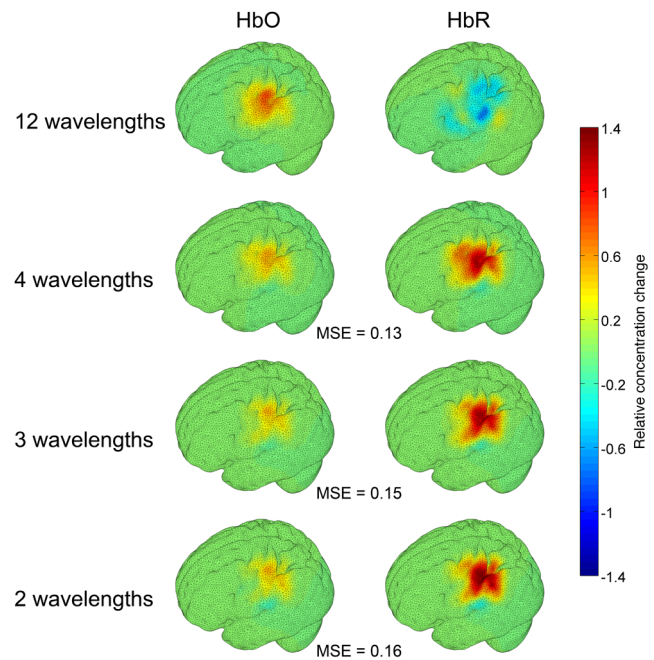 HbO HbR
12 wavelengths
4 wavelengths
MSE = 0.13
3 wavelengths
MSE = 0.15
2 wavelengths
MSE = 0.16
1.4
1
0.6
0.2
-0.2
-0.6
-1
-1.4
Relative concentration change